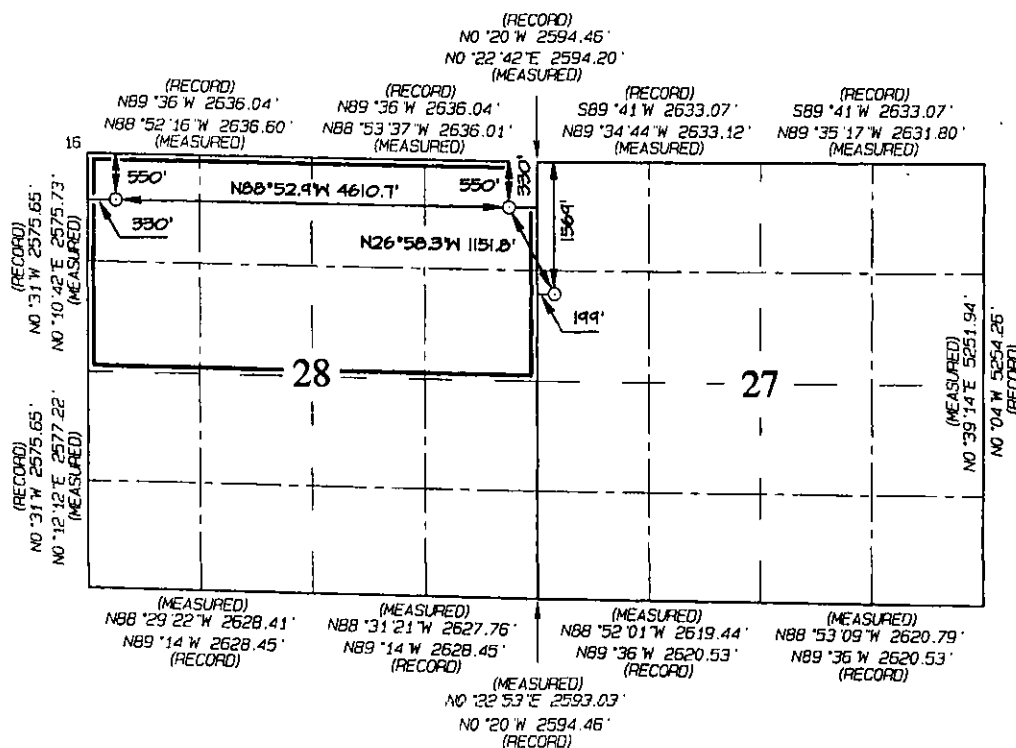 (RECORD)
N0 °20 'W 2594.46 '
N0 °22 '42 "E 2594.20 '
(MEASURED)
(RECORD)
N89 °36 'W 2636.04 '
N88 °52 '16 "W 2636.60 '
(MEASURED)
(RECORD)
N89 °36 'W 2636.04 '
N88 °53 '37 "W 2636.01 '
(MEASURED)
(RECORD)
S89 °41 'W 2633.07 '
N89 °34 '44 "W 2633.12 '
(MEASURED)
(RECORD)
S89 °41 'W 2633.07 '
N89 °35 '17 "W 2631.80 '
(MEASURED)
16
550'
N88°52.9'W 4610.7'
550'
330'
330'
N26°58.3'W 1151.8'
1569'
199'
(RECORD)
N0 °31 'W 2575.65 '
N0 °10 '42 "E 2575.73 '
(MEASURED)
28
27
(MEASURED)
N0 °39 '14 "E 5251.94 '
N0 °04 'W 5254.26 '
(RECORD)
(RECORD)
N0 °31 'W 2575.65 '
N0 °12 '12 "E 2577.22 '
(MEASURED)
(MEASURED)
N88 °29 '22 "W 2628.41 '
N89 °14 'W 2628.45 '
(RECORD)
(MEASURED)
N88 °31 '21 "W 2627.76 '
N89 °14 'W 2628.45 '
(RECORD)
(MEASURED)
N88 °52 '01 "W 2619.44 '
N89 °36 'W 2620.53 '
(RECORD)
(MEASURED)
N88 °53 '09 "W 2620.79 '
N89 °36 'W 2620.53 '
(RECORD)
(MEASURED)
N0 °22 '53 "E 2593.03 '
N0 °20 'W 2594.46 '
(RECORD)